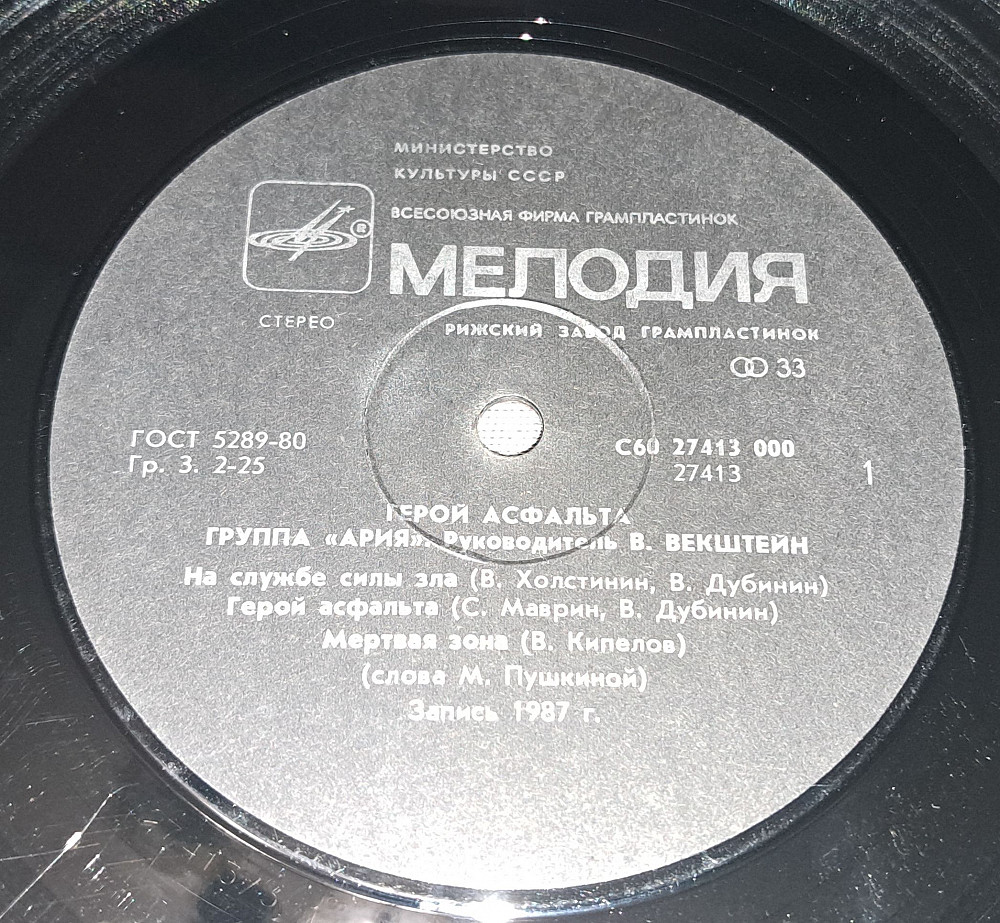 МИНИСТЕРСТВО
КУЛЬТУРЫ СССР
ВСЕСОЮЗНАЯ ФИРМА ГРАМПЛАСТИНОК
®
МЕЛОДИЯ
СТЕРЕО
РИЖСКИЙ ЗАВОД ГРАМПЛАСТИНОК
33
ГОСТ 5289-80
Гр. 3. 2-25
С60 27413 000
27413
1
ГЕРОЙ АСФАЛЬТА
ГРУППА «АРИЯ». Руководитель В. ВЕКШТЕЙН
На службе силы зла (В. Холстинин, В. Дубинин)
Герой асфальта (С. Маврин, В. Дубинин)
Мертвая зона (В. Кипелов)
(слова М. Пушкиной)
Запись 1987 г.